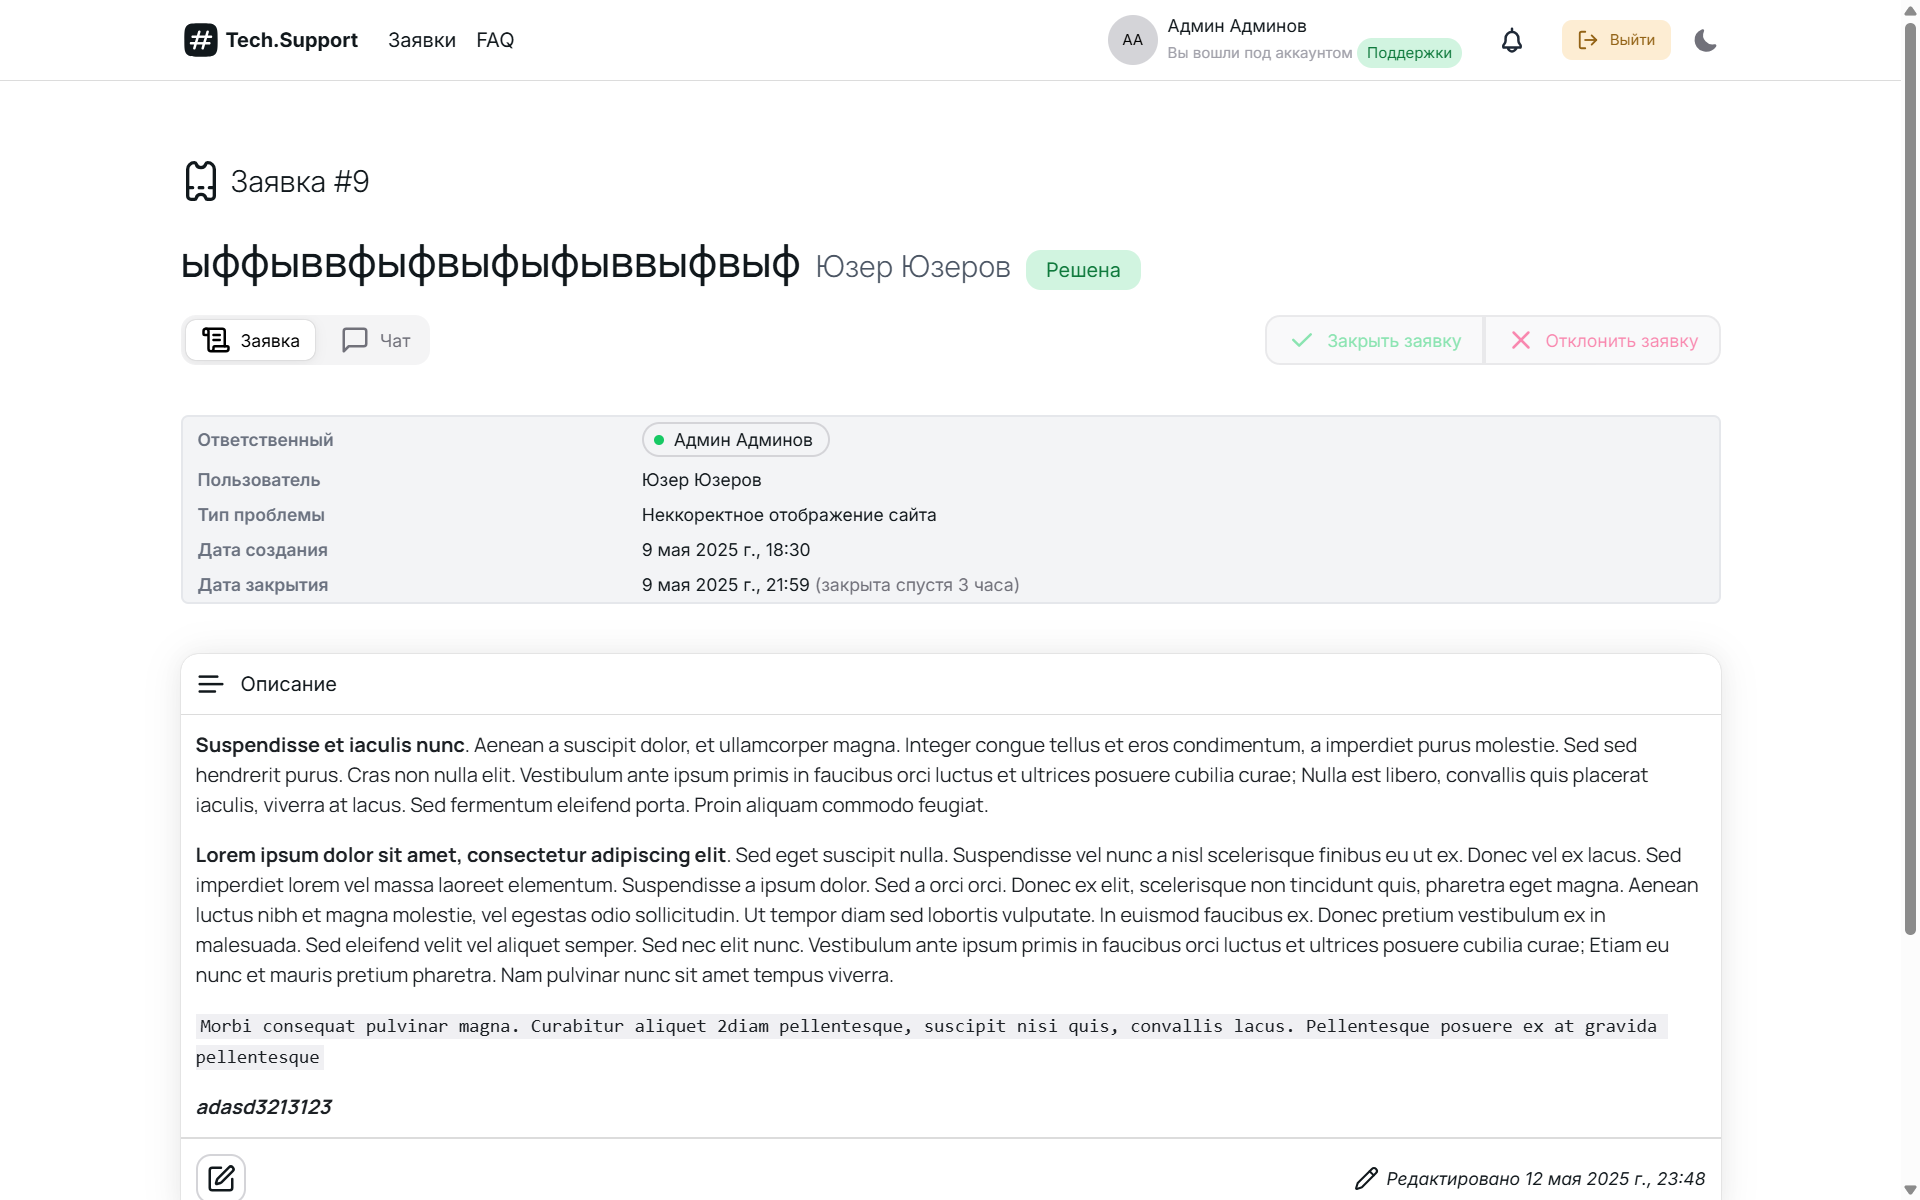 # Tech.Support Заявки FAQ
АА Админ Админов
Вы вошли под аккаунтом Поддержки
Выйти
Заявка #9
ыффыввфыфвыфыфыввыфвыф Юзер Юзеров Решена
Заявка Чат Закрыть заявку Отклонить заявку
Ответственный Админ Админов
Пользователь Юзер Юзеров
Тип проблемы Неккоректное отображение сайта
Дата создания 9 мая 2025 г., 18:30
Дата закрытия 9 мая 2025 г., 21:59 (закрыта спустя 3 часа)
Описание
Suspendisse et iaculis nunc. Aenean a suscipit dolor, et ullamcorper magna. Integer congue tellus et eros condimentum, a imperdiet purus molestie. Sed sed
hendrerit purus. Cras non nulla elit. Vestibulum ante ipsum primis in faucibus orci luctus et ultrices posuere cubilia curae; Nulla est libero, convallis quis placerat
iaculis, viverra at lacus. Sed fermentum eleifend porta. Proin aliquam commodo feugiat.
Lorem ipsum dolor sit amet, consectetur adipiscing elit. Sed eget suscipit nulla. Suspendisse vel nunc a nisl scelerisque finibus eu ut ex. Donec vel ex lacus. Sed
imperdiet lorem vel massa laoreet elementum. Suspendisse a ipsum dolor. Sed a orci orci. Donec ex elit, scelerisque non tincidunt quis, pharetra eget magna. Aenean
luctus nibh et magna molestie, vel egestas odio sollicitudin. Ut tempor diam sed lobortis vulputate. In euismod faucibus ex. Donec pretium vestibulum ex in
malesuada. Sed eleifend velit vel aliquet semper. Sed nec elit nunc. Vestibulum ante ipsum primis in faucibus orci luctus et ultrices posuere cubilia curae; Etiam eu
nunc et mauris pretium pharetra. Nam pulvinar nunc sit amet tempus viverra.
Morbi consequat pulvinar magna. Curabitur aliquet 2diam pellentesque, suscipit nisi quis, convallis lacus. Pellentesque posuere ex at gravida
pellentesque
adasd3213123
Редактировано 12 мая 2025 г., 23:48